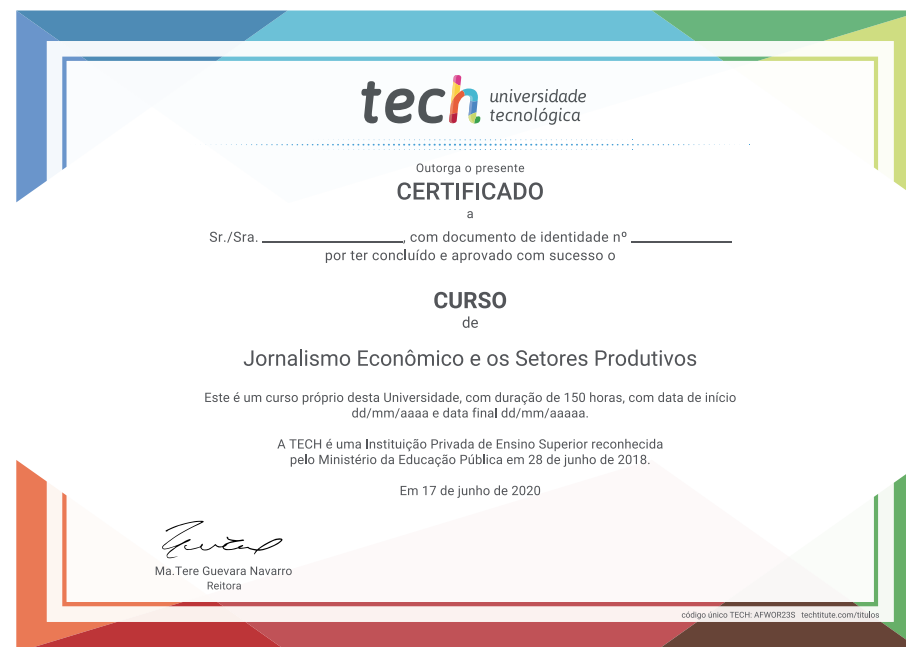 tech universidade
tecnológica
Outorga o presente
CERTIFICADO
a
Sr./Sra. ____________________, com documento de identidade nº ______________
por ter concluído e aprovado com sucesso o
CURSO
de
Jornalismo Econômico e os Setores Produtivos
Este é um curso próprio desta Universidade, com duração de 150 horas, com data de início
dd/mm/aaaa e data final dd/mm/aaaaa.
A TECH é uma Instituição Privada de Ensino Superior reconhecida
pelo Ministério da Educação Pública em 28 de junho de 2018.
Em 17 de junho de 2020
Ma.Tere Guevara Navarro
Reitora
código único TECH: AFWOR23S techtitute.com/titulos